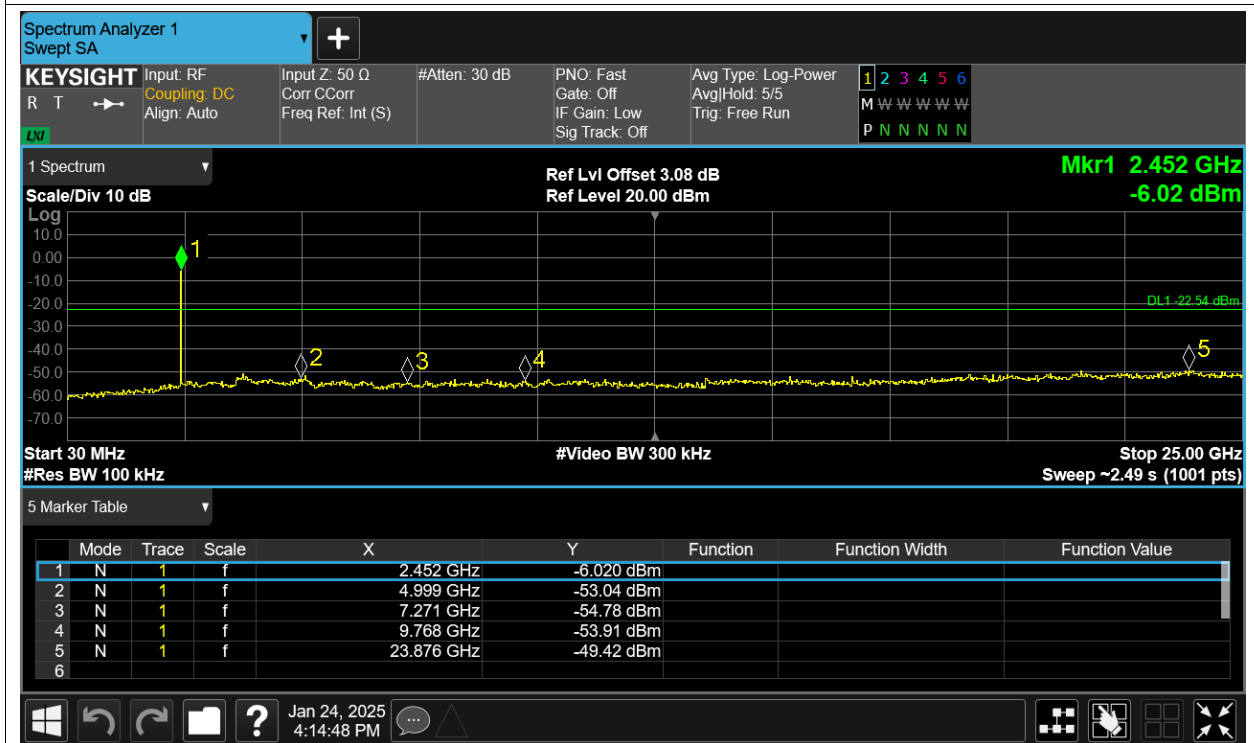 Spectrum Analyzer 1
Swept SA
KEYSIGHT Input: RF Input Z: 50 Ω #Atten: 30 dB PNO: Fast Avg Type: Log-Power 1 2 3 4 5 6
R T Coupling: DC Corr CCorr Gate: Off Avg|Hold: 5/5 M W W W W W
Align: Auto Freq Ref: Int (S) IF Gain: Low Trig: Free Run
LXI Sig Track: Off P N N N N N
1 Spectrum Ref Lvl Offset 3.08 dB Mkr1 2.452 GHz
Scale/Div 10 dB Ref Level 20.00 dBm -6.02 dBm
Log
10.0
1
0.00
-10.0
-20.0 DL1 -22.54 dBm
-30.0
-40.0
2 3 4 5
-50.0
-60.0
-70.0
Start 30 MHz #Video BW 300 kHz Stop 25.00 GHz
#Res BW 100 kHz Sweep ~2.49 s (1001 pts)
5 Marker Table
Mode Trace Scale X Y Function Function Width Function Value
1 N 1 f 2.452 GHz -6.020 dBm
2 N 1 f 4.999 GHz -53.04 dBm
3 N 1 f 7.271 GHz -54.78 dBm
4 N 1 f 9.768 GHz -53.91 dBm
5 N 1 f 23.876 GHz -49.42 dBm
6
? Jan 24, 2025
4:14:48 PM